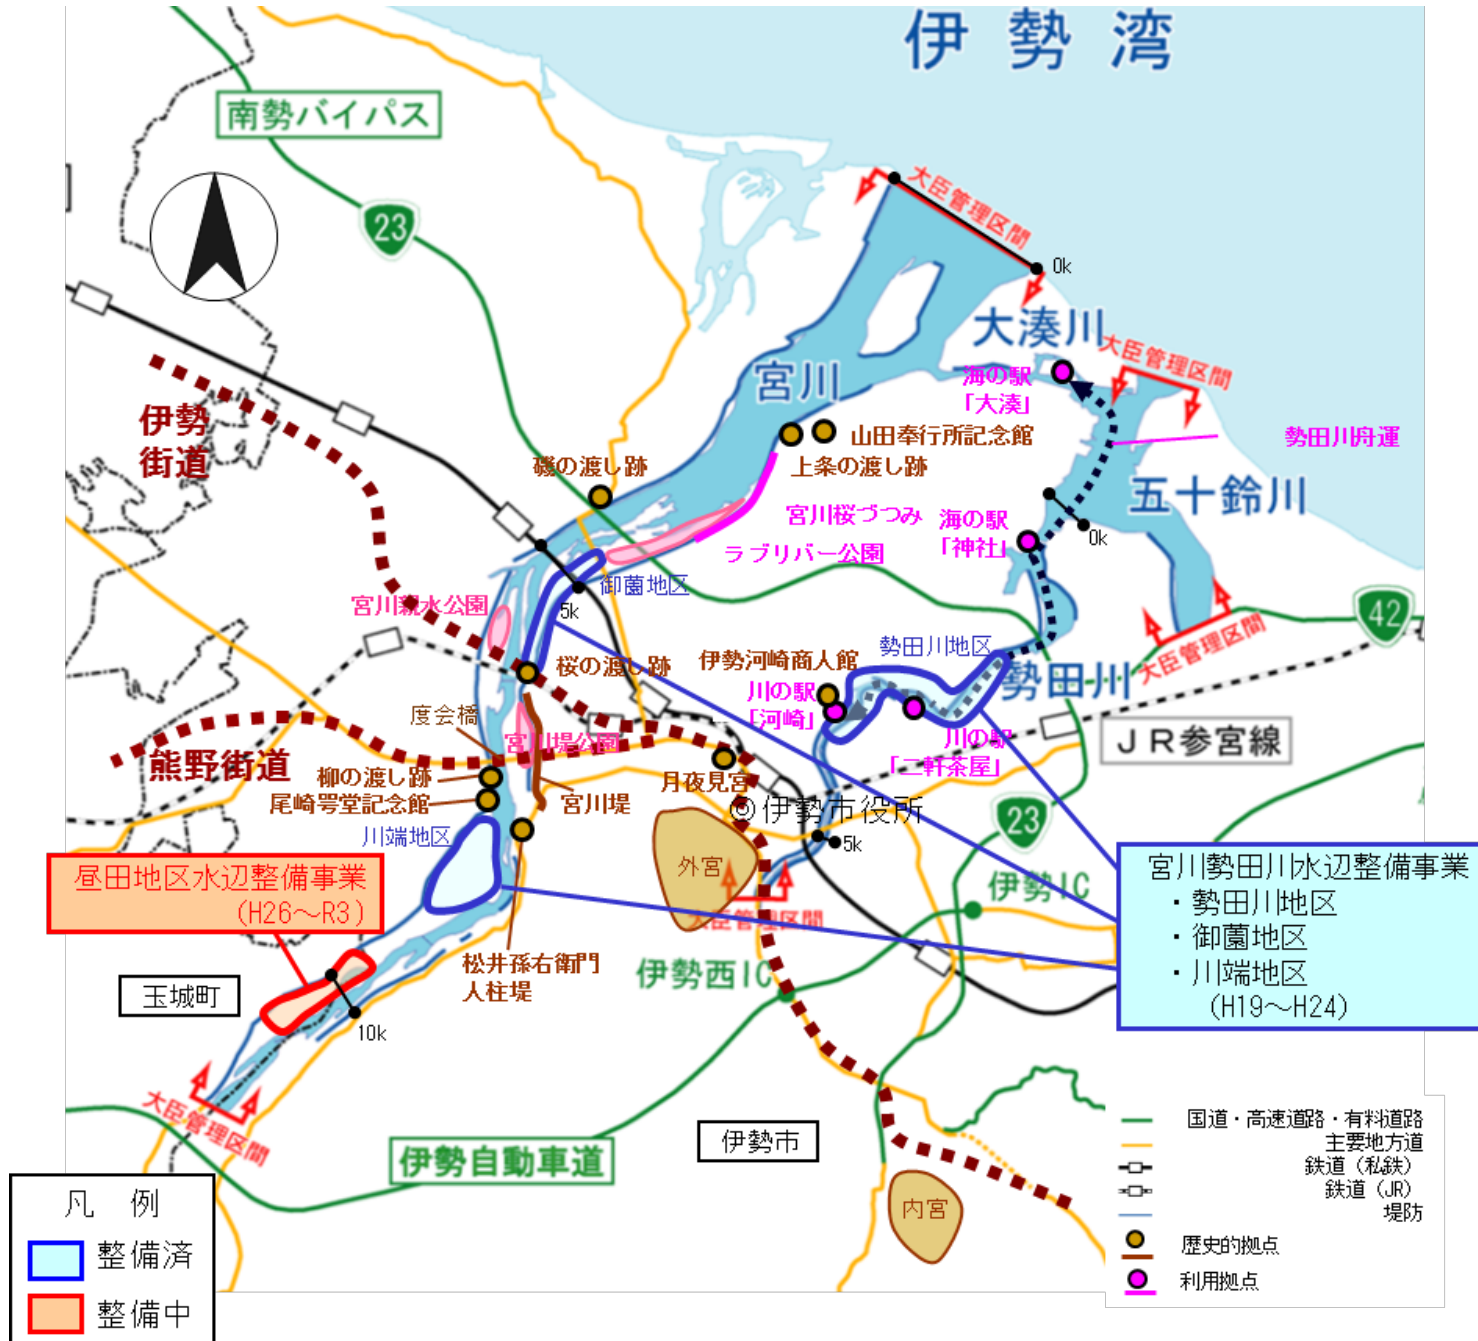 伊勢湾
南勢バイパス
23
大臣管理区間
0k
大湊川
大臣管理区間
海の駅
「大湊」
宮川
伊勢
街道
山田奉行所記念館
勢田川舟運
磯の渡し跡
上条の渡し跡
五十鈴川
宮川桜づつみ
海の駅
「神社」
0k
ラブリバー公園
御薗地区
宮川親水公園
5k
42
大臣管理区間
勢田川地区
桜の渡し跡
伊勢河崎商人館
勢田川
川の駅
「河崎」
度会橋
宮川堤公園
川の駅
「二軒茶屋」
JR参宮線
熊野街道
柳の渡し跡
月夜見宮
尾崎咢堂記念館
宮川堤
◎伊勢市役所
23
川端地区
5k
外宮
昼田地区水辺整備事業
(H26～R3)
宮川勢田川水辺整備事業
・勢田川地区
・御薗地区
・川端地区
(H19～H24)
伊勢IC
大臣管理区間
松井孫右衛門
人柱堤
伊勢西IC
玉城町
10k
大臣管理区間
伊勢市
伊勢自動車道
内宮
国道・高速道路・有料道路
主要地方道
鉄道（私鉄）
鉄道（JR）
堤防
歴史的拠点
利用拠点
凡 例
整備済
整備中